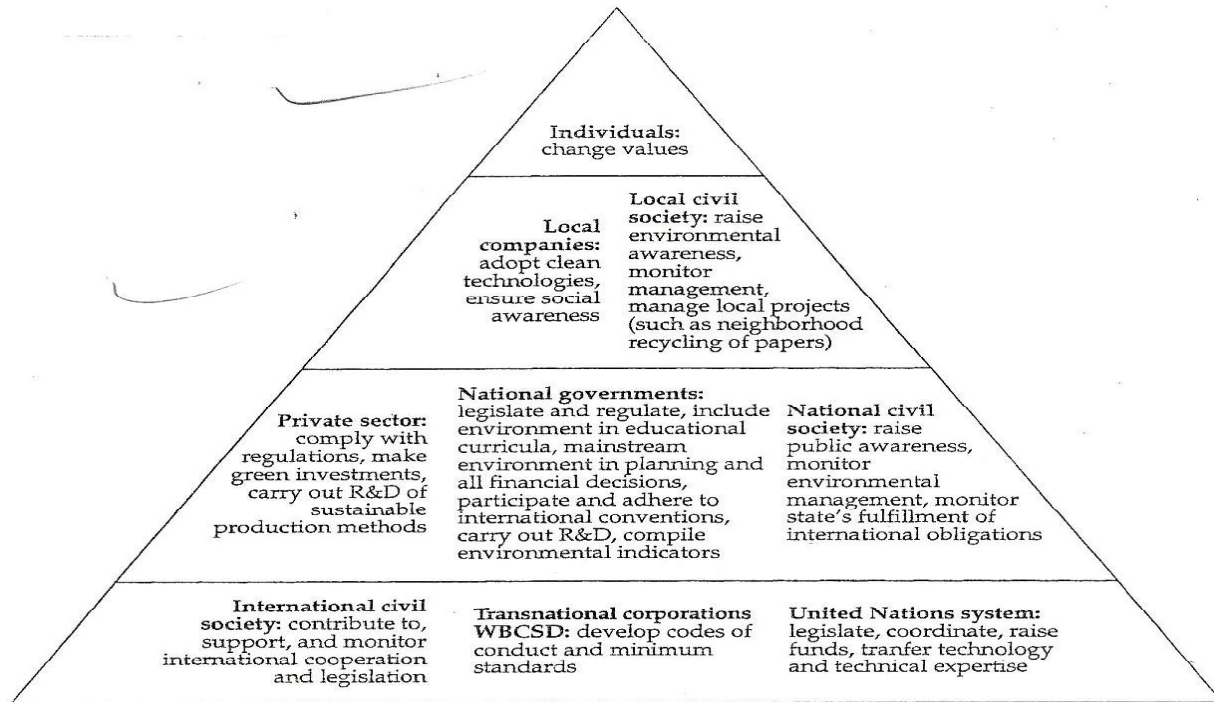 Individuals:
change values
Local
companies:
adopt clean
technologies,
ensure social
awareness
Local civil
society: raise
environmental
awareness,
monitor
management,
manage local projects
(such as neighborhood
recycling of papers)
Private sector:
comply with
regulations, make
green investments,
carry out R&D of
sustainable
production methods
National governments:
legislate and regulate, include
environment in educational
curricula, mainstream
environment in planning and
all financial decisions,
participate and adhere to
international conventions,
carry out R&D, compile
environmental indicators
National civil
society: raise
public awareness,
monitor
environmental
management, monitor
state's fulfillment of
international obligations
International civil
society: contribute to,
support, and monitor
international cooperation
and legislation
Transnational corporations
WBCSD: develop codes of
conduct and minimum
standards
United Nations system:
legislate, coordinate, raise
funds, tranfer technology
and technical expertise